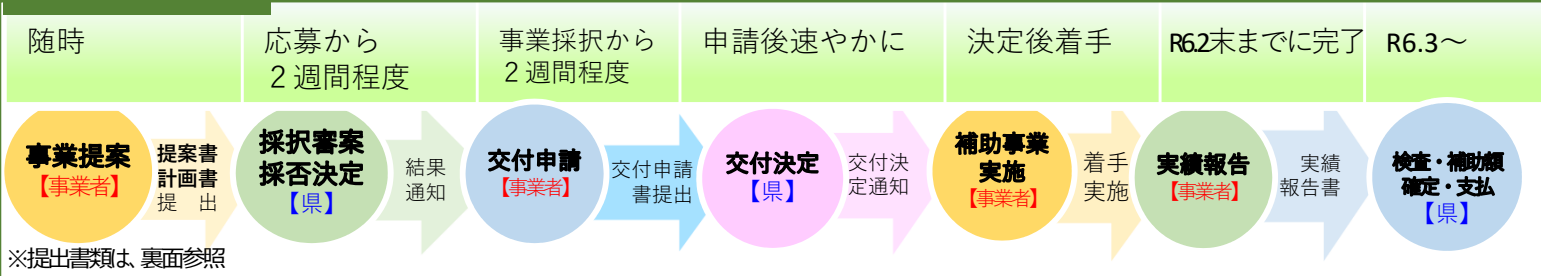 随時
応募から
２週間程度
事業採択から
２週間程度
申請後速やかに
決定後着手
R6.2末までに完了
R6.3～
事業提案
【事業者】
提案書
計画書
提　出
採択審案
採否決定
【県】
結果
通知
交付申請
【事業者】
交付申請
書提出
交付決定
【県】
交付決
定通知
補助事業
実施
【事業者】
着手
実施
実績報告
【事業者】
実績
報告書
検査・補助額
確定・支払
【県】
※提出書類は、裏面参照